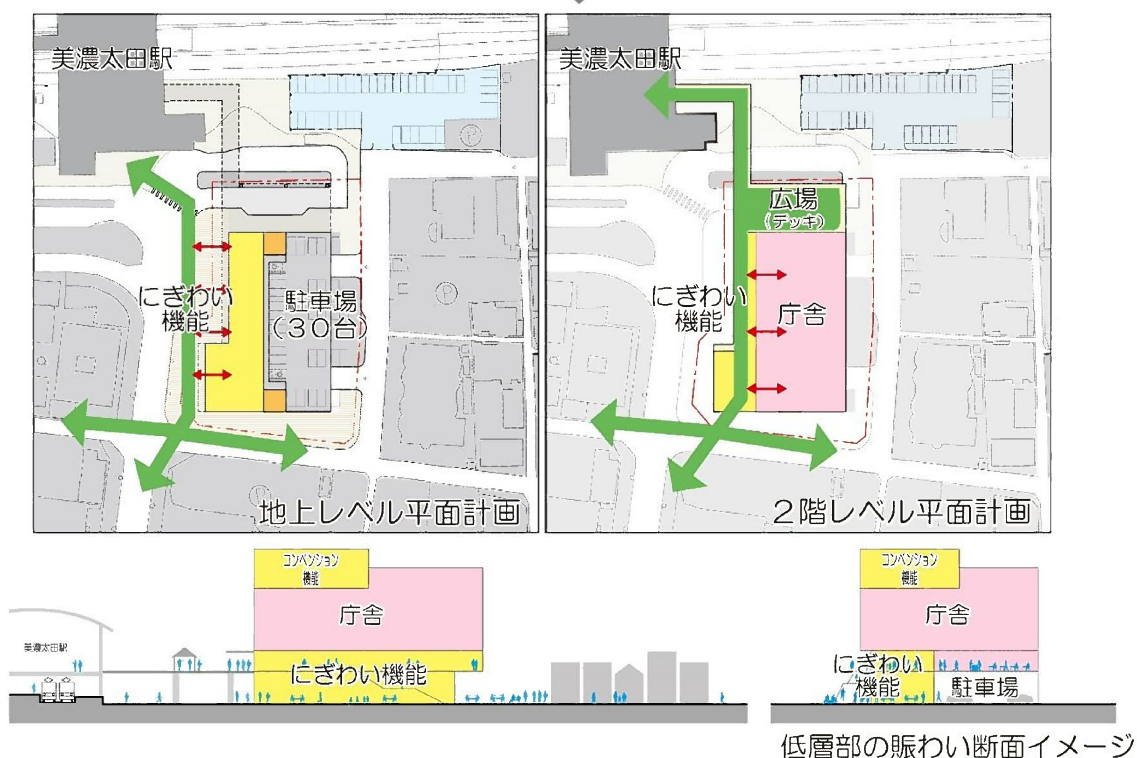 美濃太田駅
にぎわい
機能
駐車場
(30台)
地上レベル平面計画
美濃太田駅
広場
(デッキ)
にぎわい
機能
庁舎
2階レベル平面計画
コンベンション
機能
庁舎
美濃太田駅
にぎわい機能
コンベンション
機能
庁舎
にぎわい
機能
駐車場
低層部の賑わい断面イメージ